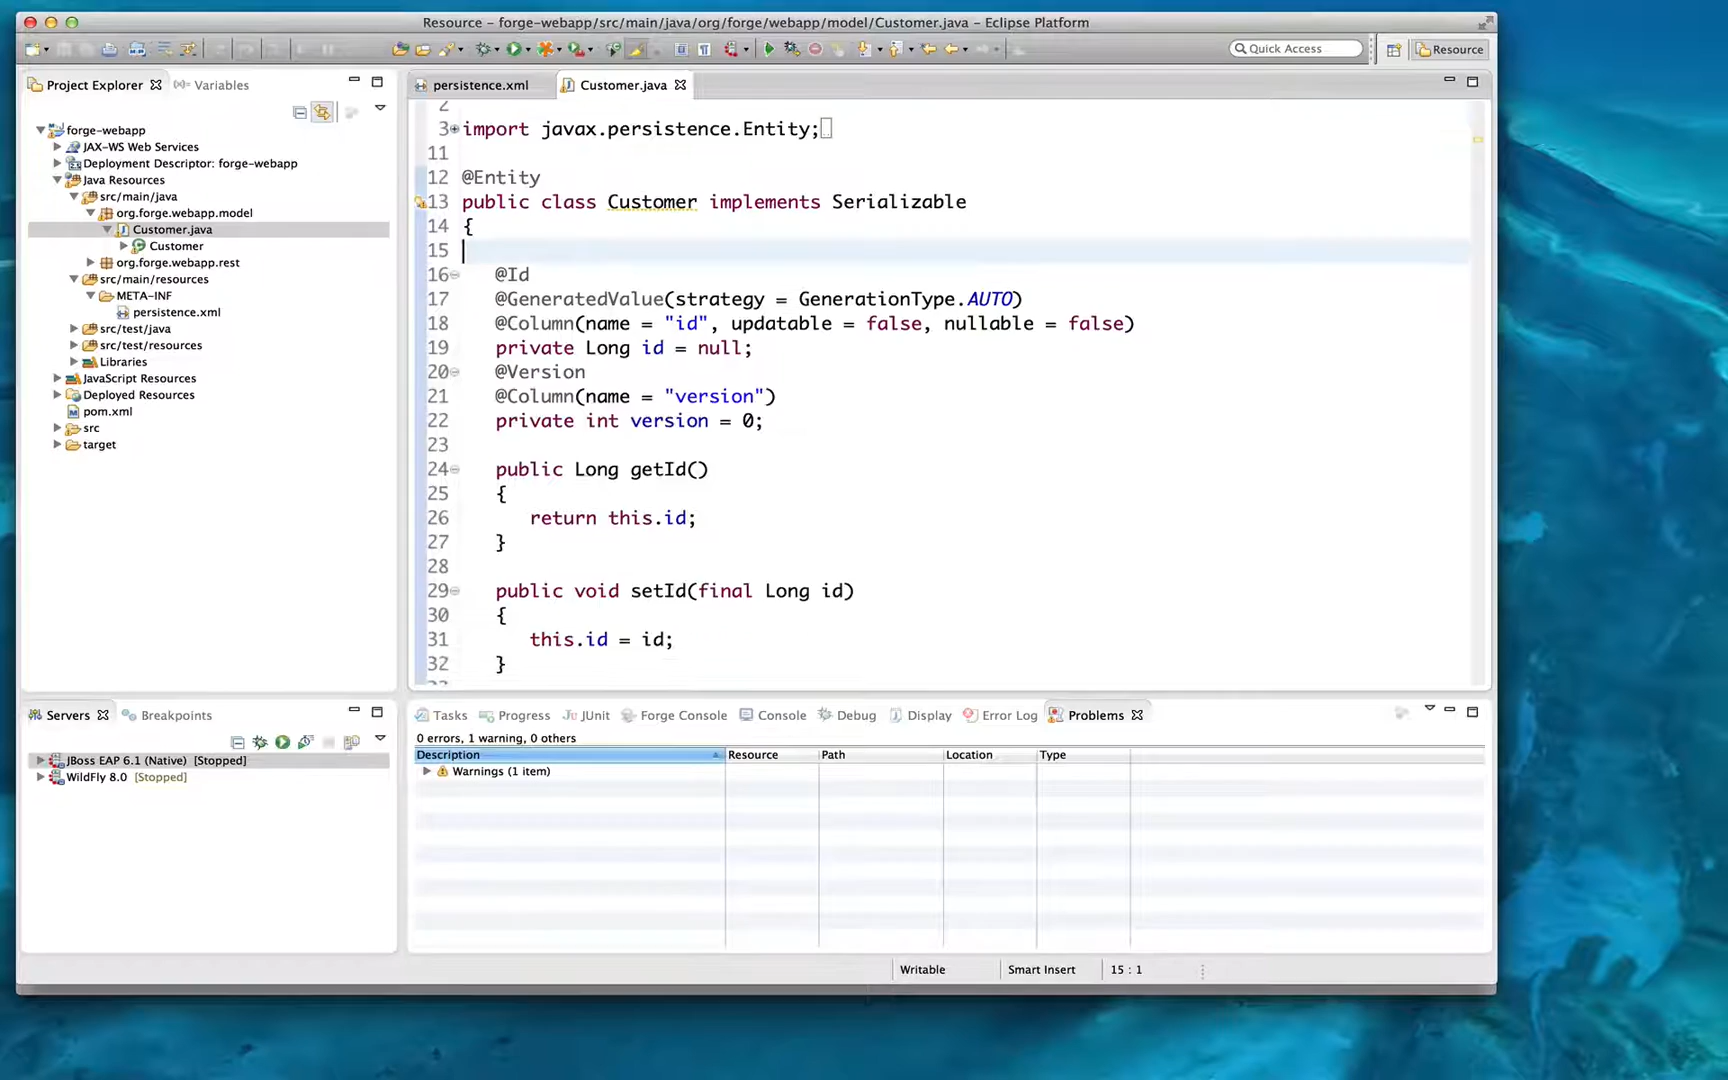 Resource - forge-webapp/src/main/java/org/forge/webapp/model/Customer.java - Eclipse Platform
Quick Access
Resource
Project Explorer
Variables
forge-webapp
JAX-WS Web Services
Deployment Descriptor: forge-webapp
Java Resources
src/main/java
org.forge.webapp.model
Customer.java
Customer
org.forge.webapp.rest
src/main/resources
META-INF
persistence.xml
src/test/java
src/test/resources
Libraries
JavaScript Resources
Deployed Resources
pom.xml
src
target
persistence.xml
Customer.java
2
3 import javax.persistence.Entity;
11
12 @Entity
13 public class Customer implements Serializable
14 {
15
16 @Id
17 @GeneratedValue(strategy = GenerationType.AUTO)
18 @Column(name = "id", updatable = false, nullable = false)
19 private Long id = null;
20 @Version
21 @Column(name = "version")
22 private int version = 0;
23
24 public Long getId()
25 {
26 return this.id;
27 }
28
29 public void setId(final Long id)
30 {
31 this.id = id;
32 }
Servers
Breakpoints
JBoss EAP 6.1 (Native) [Stopped]
WildFly 8.0 [Stopped]
Tasks
Progress
JUnit
Forge Console
Console
Debug
Display
Error Log
Problems
0 errors, 1 warning, 0 others
Description
Resource
Path
Location
Type
Warnings (1 item)
Writable
Smart Insert
15 : 1